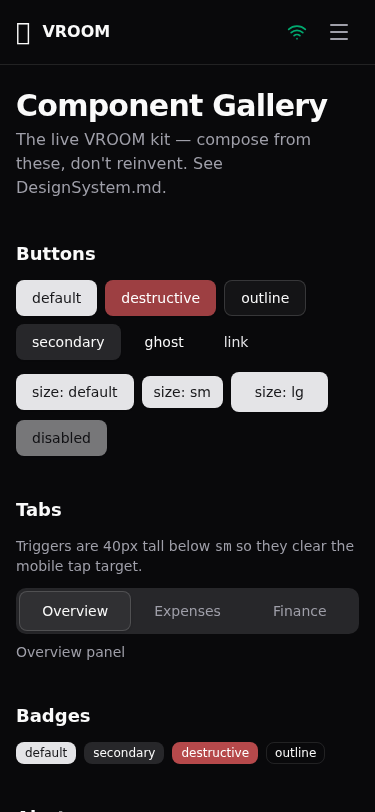 VROOM
Component Gallery
The live VROOM kit — compose from
these, don't reinvent. See
DesignSystem.md.
Buttons
default destructive outline
secondary ghost link
size: default size: sm size: lg
disabled
Tabs
Triggers are 40px tall below sm so they clear the
mobile tap target.
Overview Expenses Finance
Overview panel
Badges
default secondary destructive outline